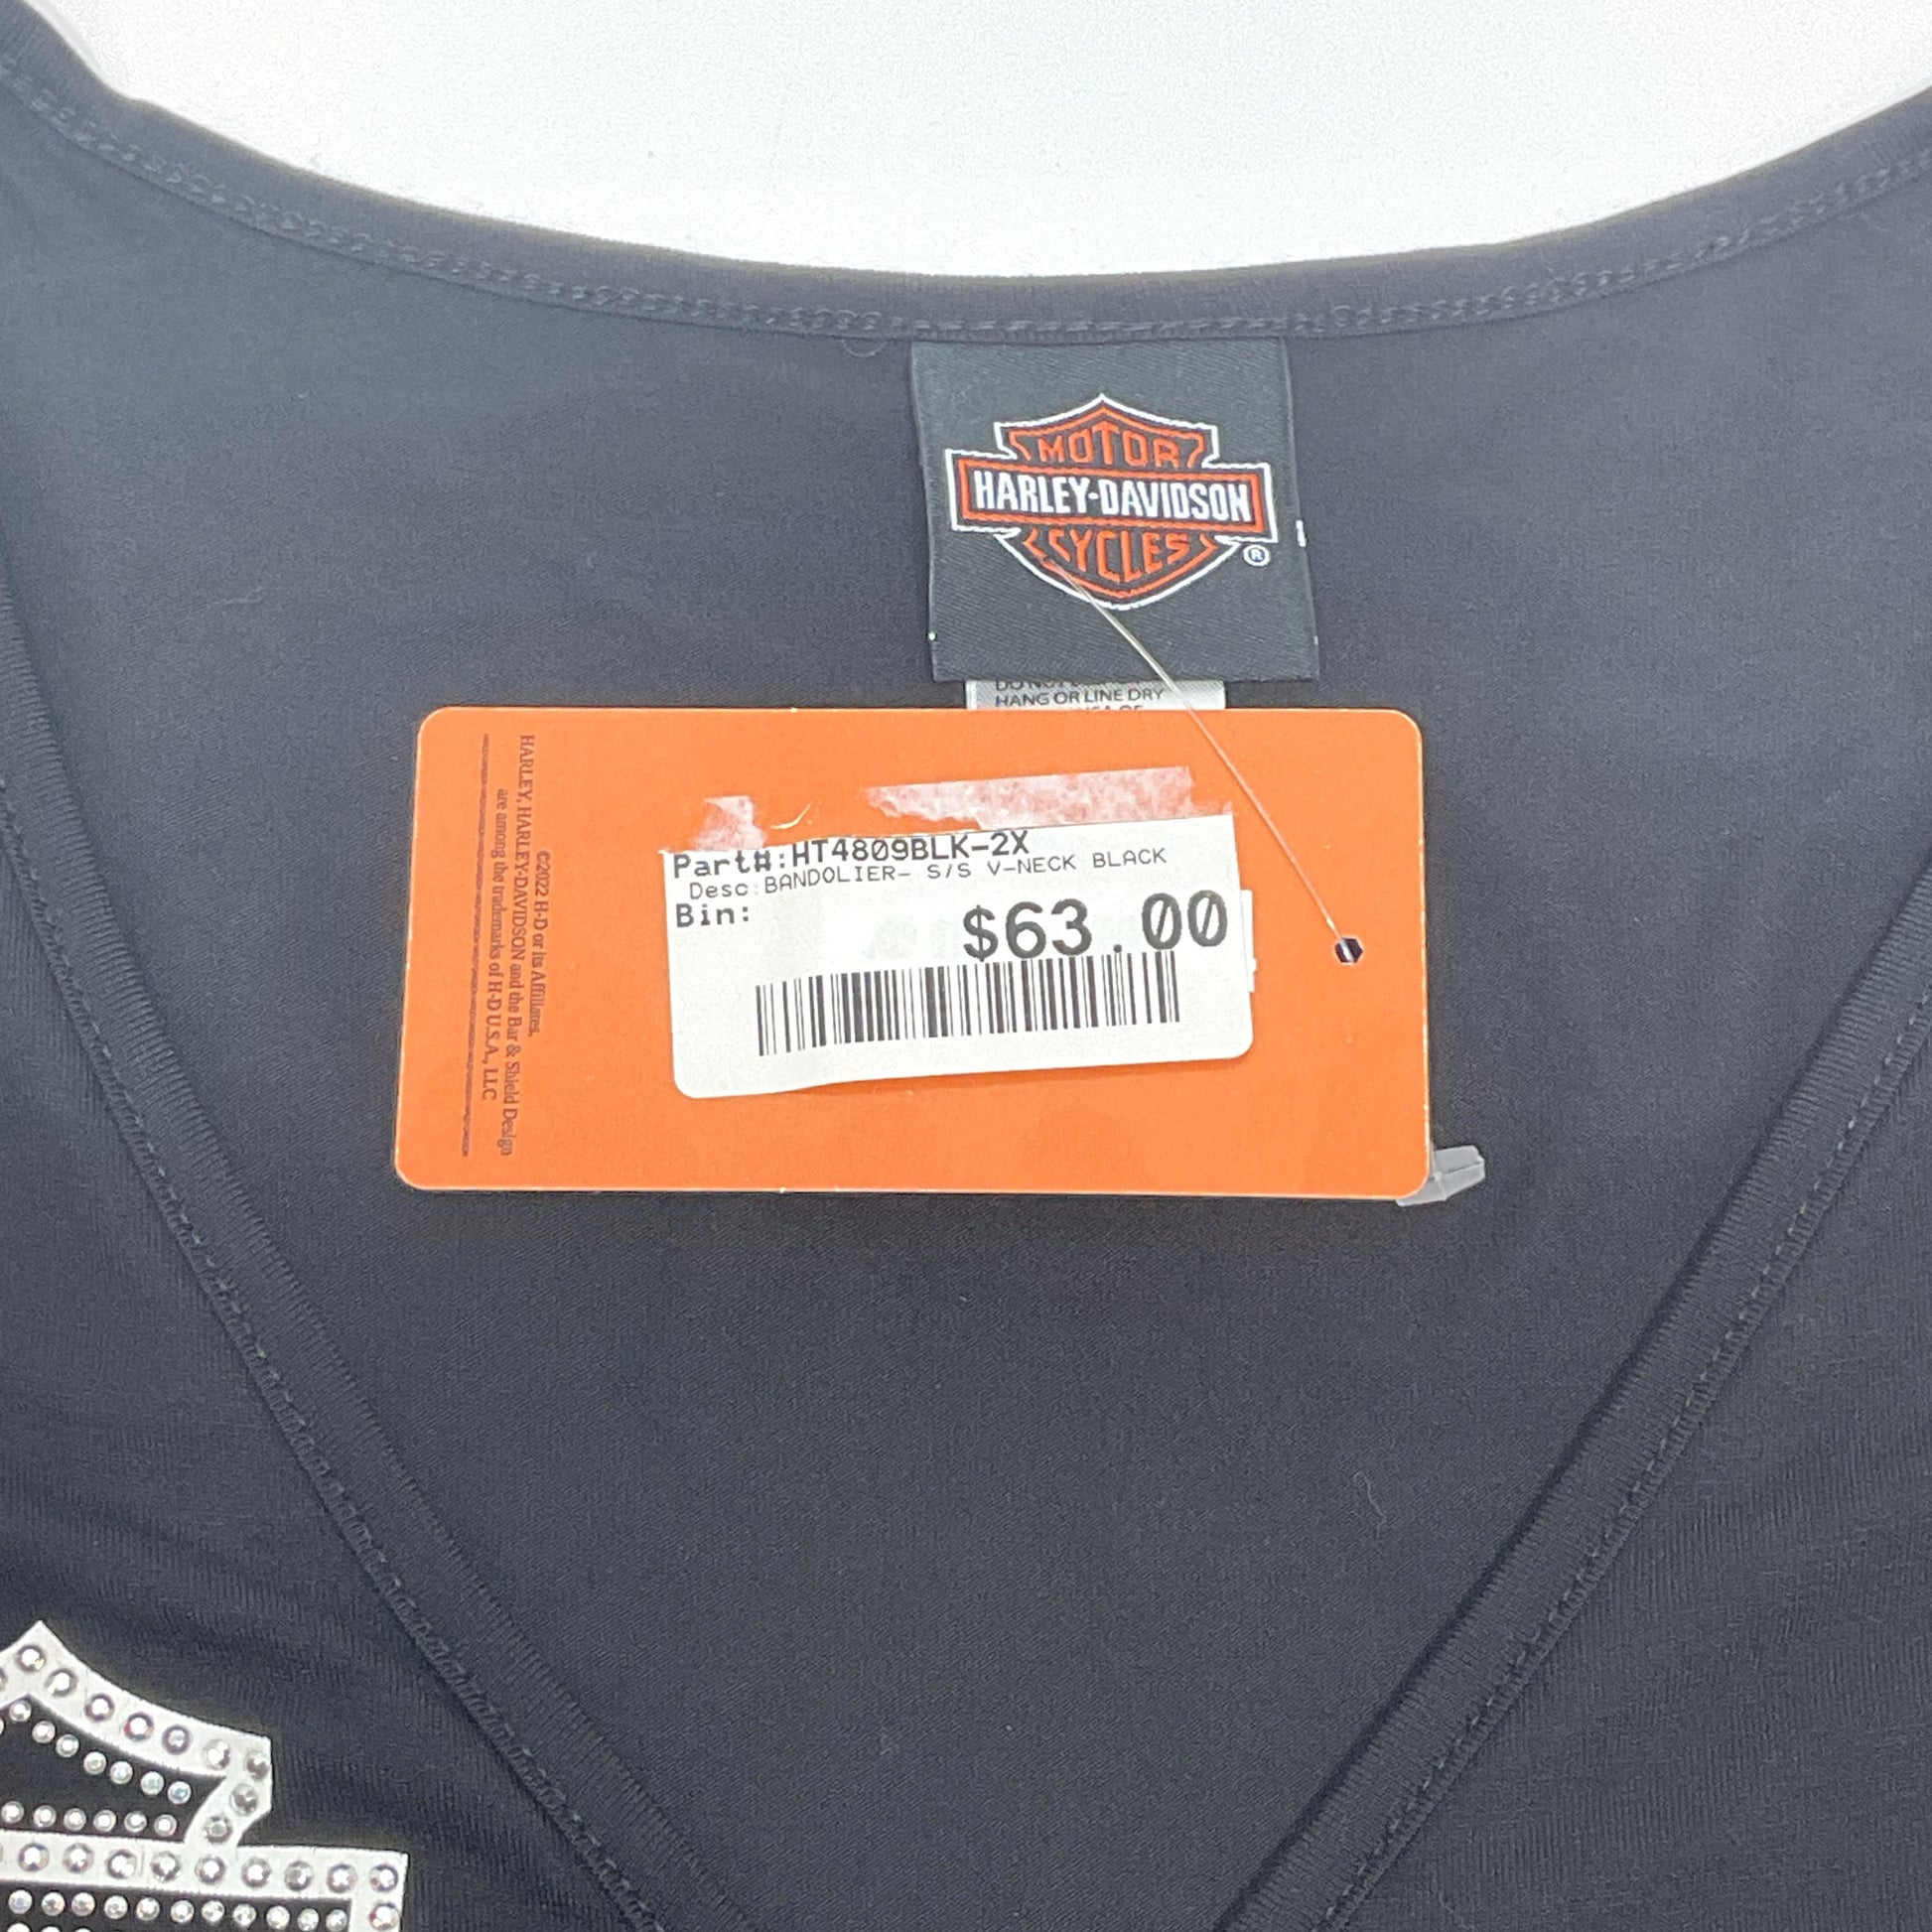 MOTOR
HARLEY-DAVIDSON
CYCLES
®
HANG OR LINE DRY
Part#:HT4809BLK-2X
Desc:BANDOLIER- S/S V-NECK BLACK
Bin:
$63.00
©2022 H-D or its Affiliates.
HARLEY, HARLEY-DAVIDSON and the Bar & Shield Design
are among the trademarks of H-D U.S.A., LLC